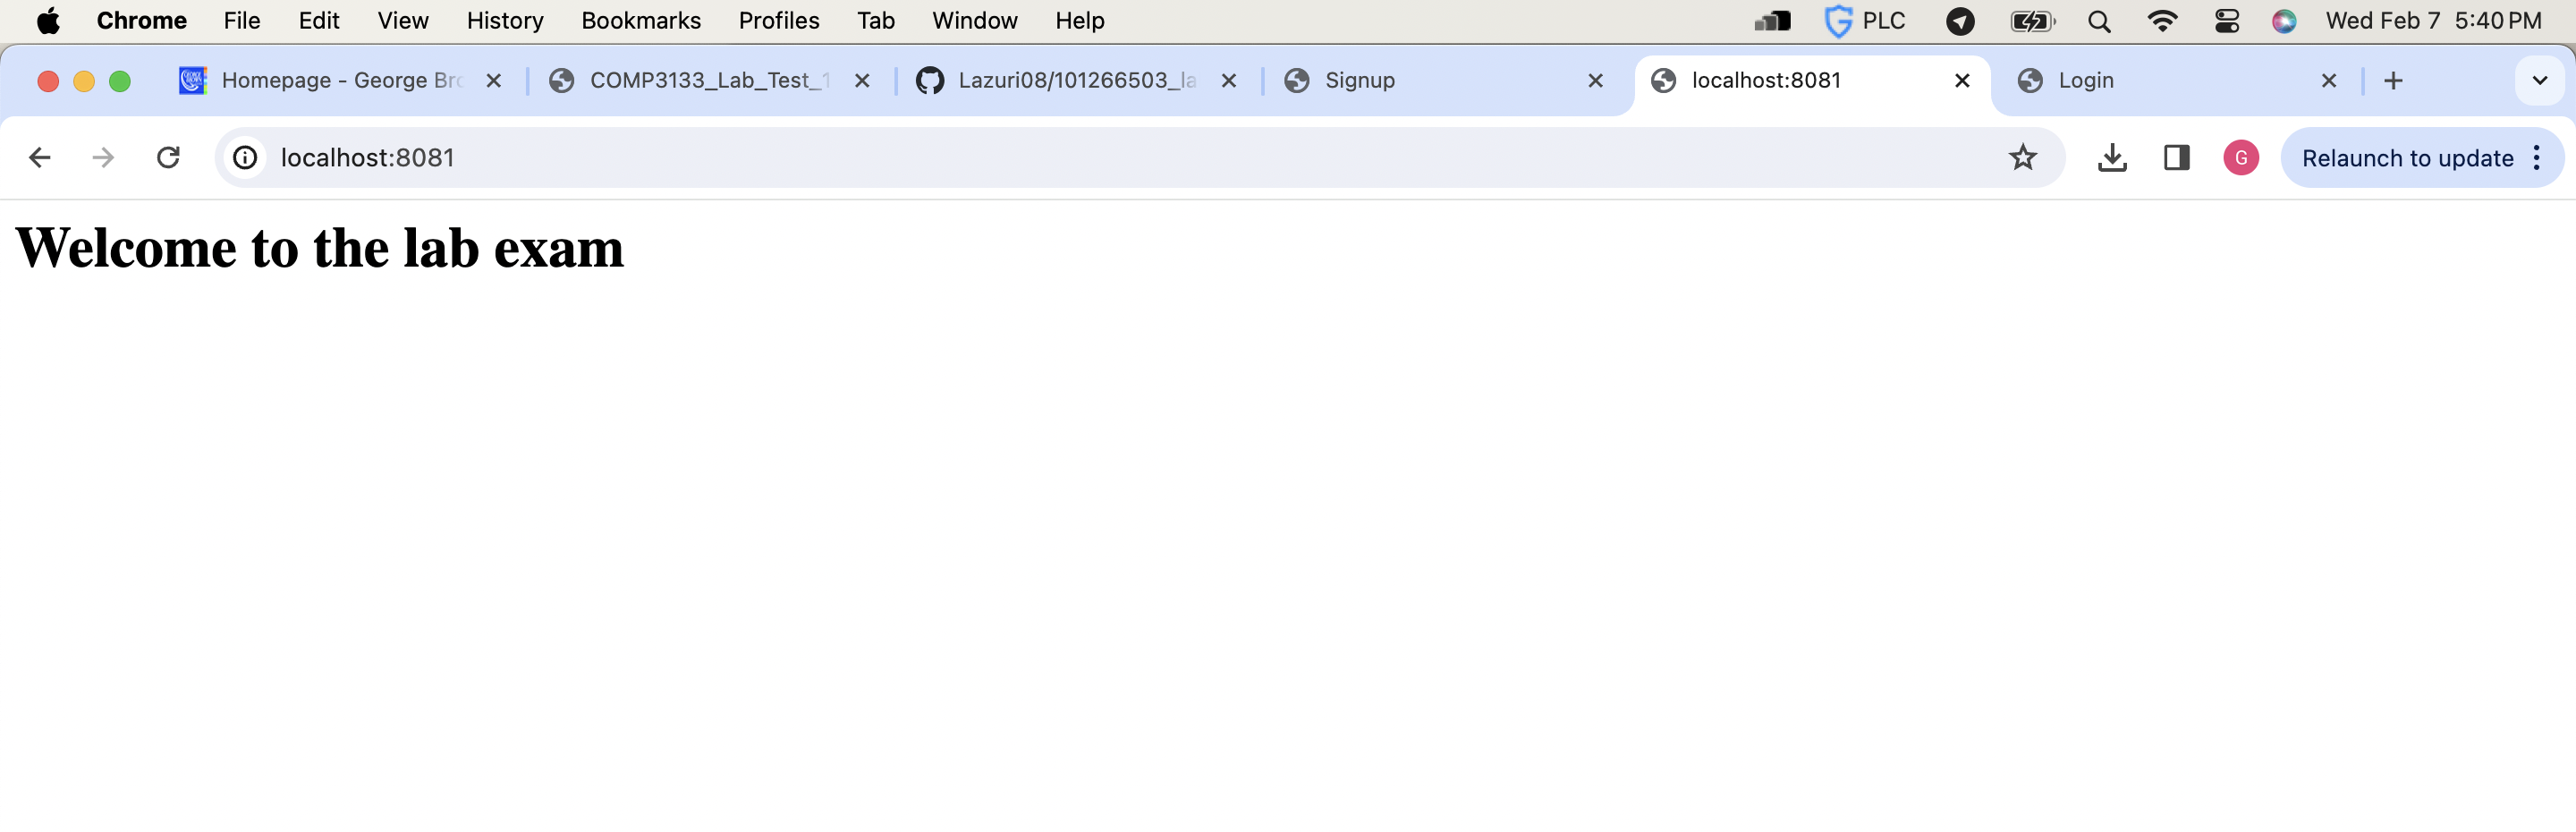 Chrome File Edit View History Bookmarks Profiles Tab Window Help PLC Wed Feb 7 5:40 PM
Homepage - George Bro COMP3133_Lab_Test_1 Lazuri08/101266503_la Signup localhost:8081 Login
localhost:8081 G Relaunch to update
Welcome to the lab exam